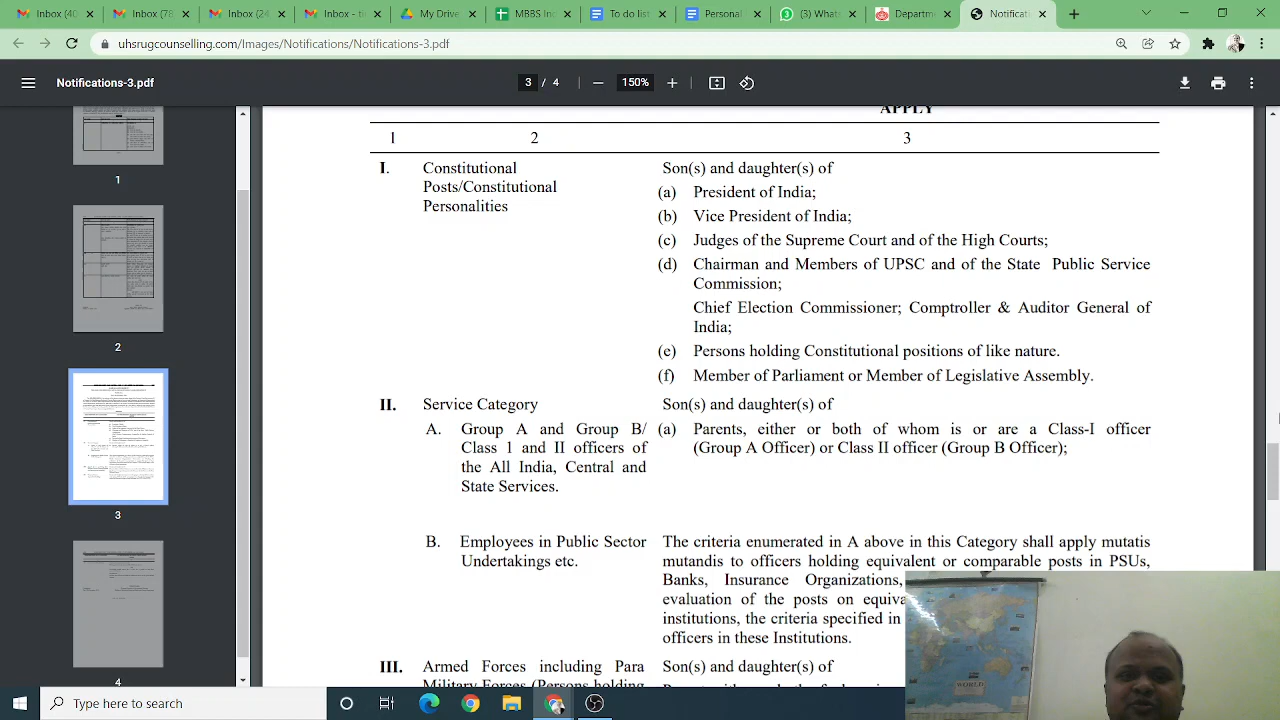 Inbox (40
Inbox (78
Inbox (24
Inbox - ti
My Drive
MBBS Inc
To do list
Personal
(3) Whats
Departme
Notificati
uhsrugcounselling.com/Images/Notifications/Notifications-3.pdf
Notifications-3.pdf
3 / 4
150%
APPLY
1 2 3
I. Constitutional Son(s) and daughter(s) of
Posts/Constitutional (a) President of India;
Personalities
(b) Vice President of India;
(c) Judges of the Supreme Court and of the High Courts;
(d) Chairman and Members of UPSC and of the State Public Service
Commission;
Chief Election Commissioner; Comptroller & Auditor General of
India;
(e) Persons holding Constitutional positions of like nature.
(f) Member of Parliament or Member of Legislative Assembly.
II. Service Category Son(s) and daughter(s) of
A. Group A and Group B/ (a) Parents, either or both of whom is or are a Class-I officer
Class 1 and II officers of (Group A Officer) or Class II officer (Group B Officer);
the All India, Central and
State Services.
B. Employees in Public Sector The criteria enumerated in A above in this Category shall apply mutatis
Undertakings etc. mutandis to officers holding equivalent or comparable posts in PSUs,
Banks, Insurance Organizations,
evaluation of the posts on equiva
institutions, the criteria specified in
officers in these Institutions.
III. Armed Forces including Para Son(s) and daughter(s) of
Military Forces (Persons holding
1
2
3
4
WORLD
Type here to search